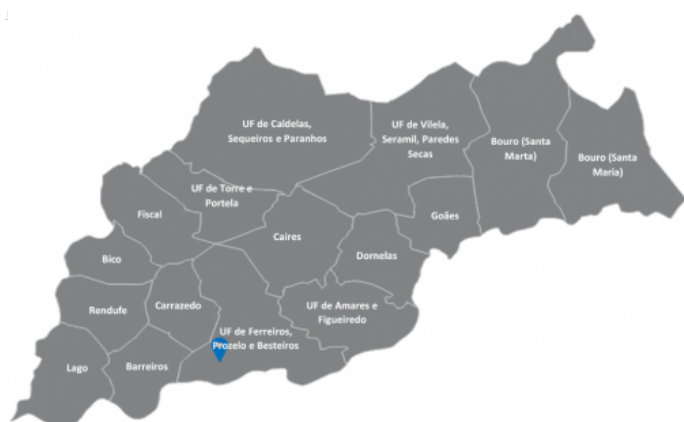 UF de Caldelas,
Sequeiros e Paranhos
UF de Vilela,
Seramil, Paredes
Secas
Bouro (Santa
Marta)
Bouro (Santa
Maria)
UF de Torre e
Portela
Fiscal
Goães
Caires
Bico
Dornelas
Rendufe
Carrazedo
UF de Amares e
Figueiredo
UF de Ferreiros,
Prozelo e Besteiros
Lago
Barreiros